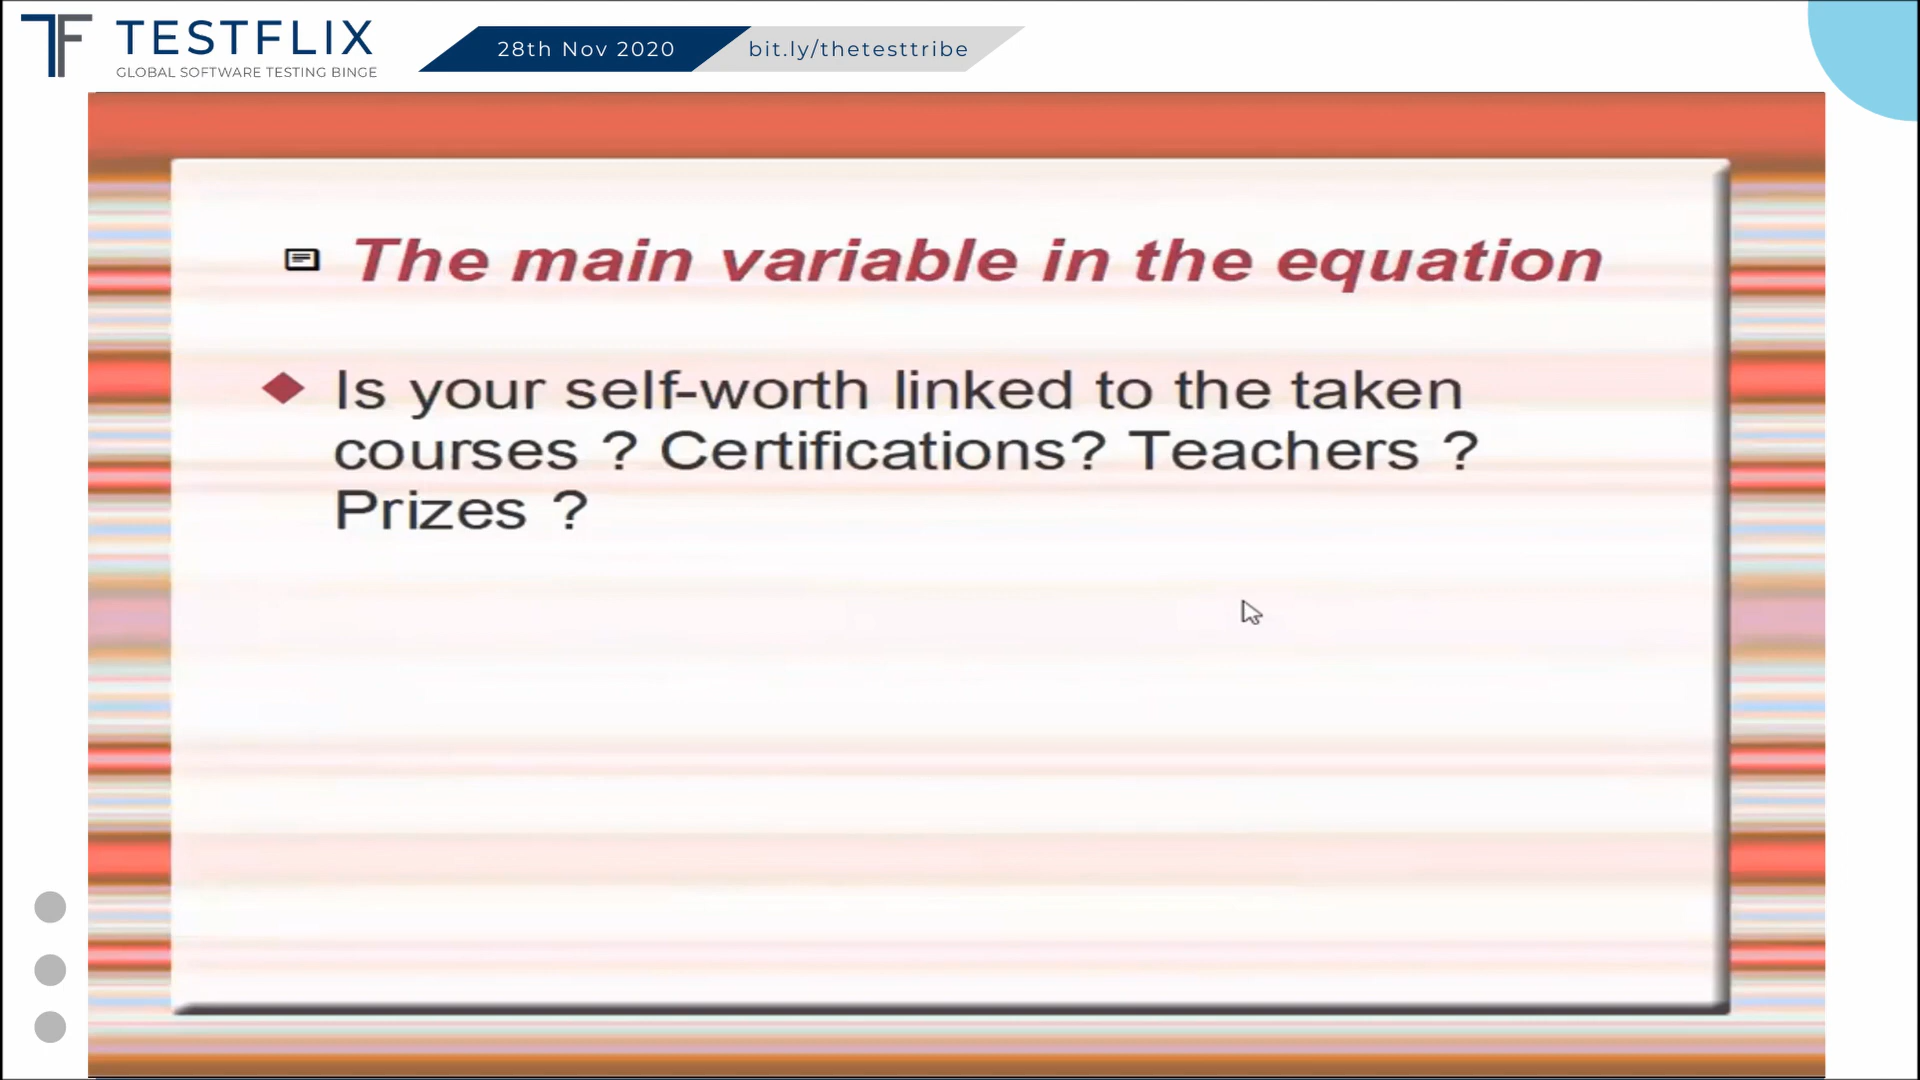 TF TESTFLIX
GLOBAL SOFTWARE TESTING BINGE
28th Nov 2020
bit.ly/thetesttribe
The main variable in the equation
Is your self-worth linked to the taken
courses ? Certifications? Teachers ?
Prizes ?